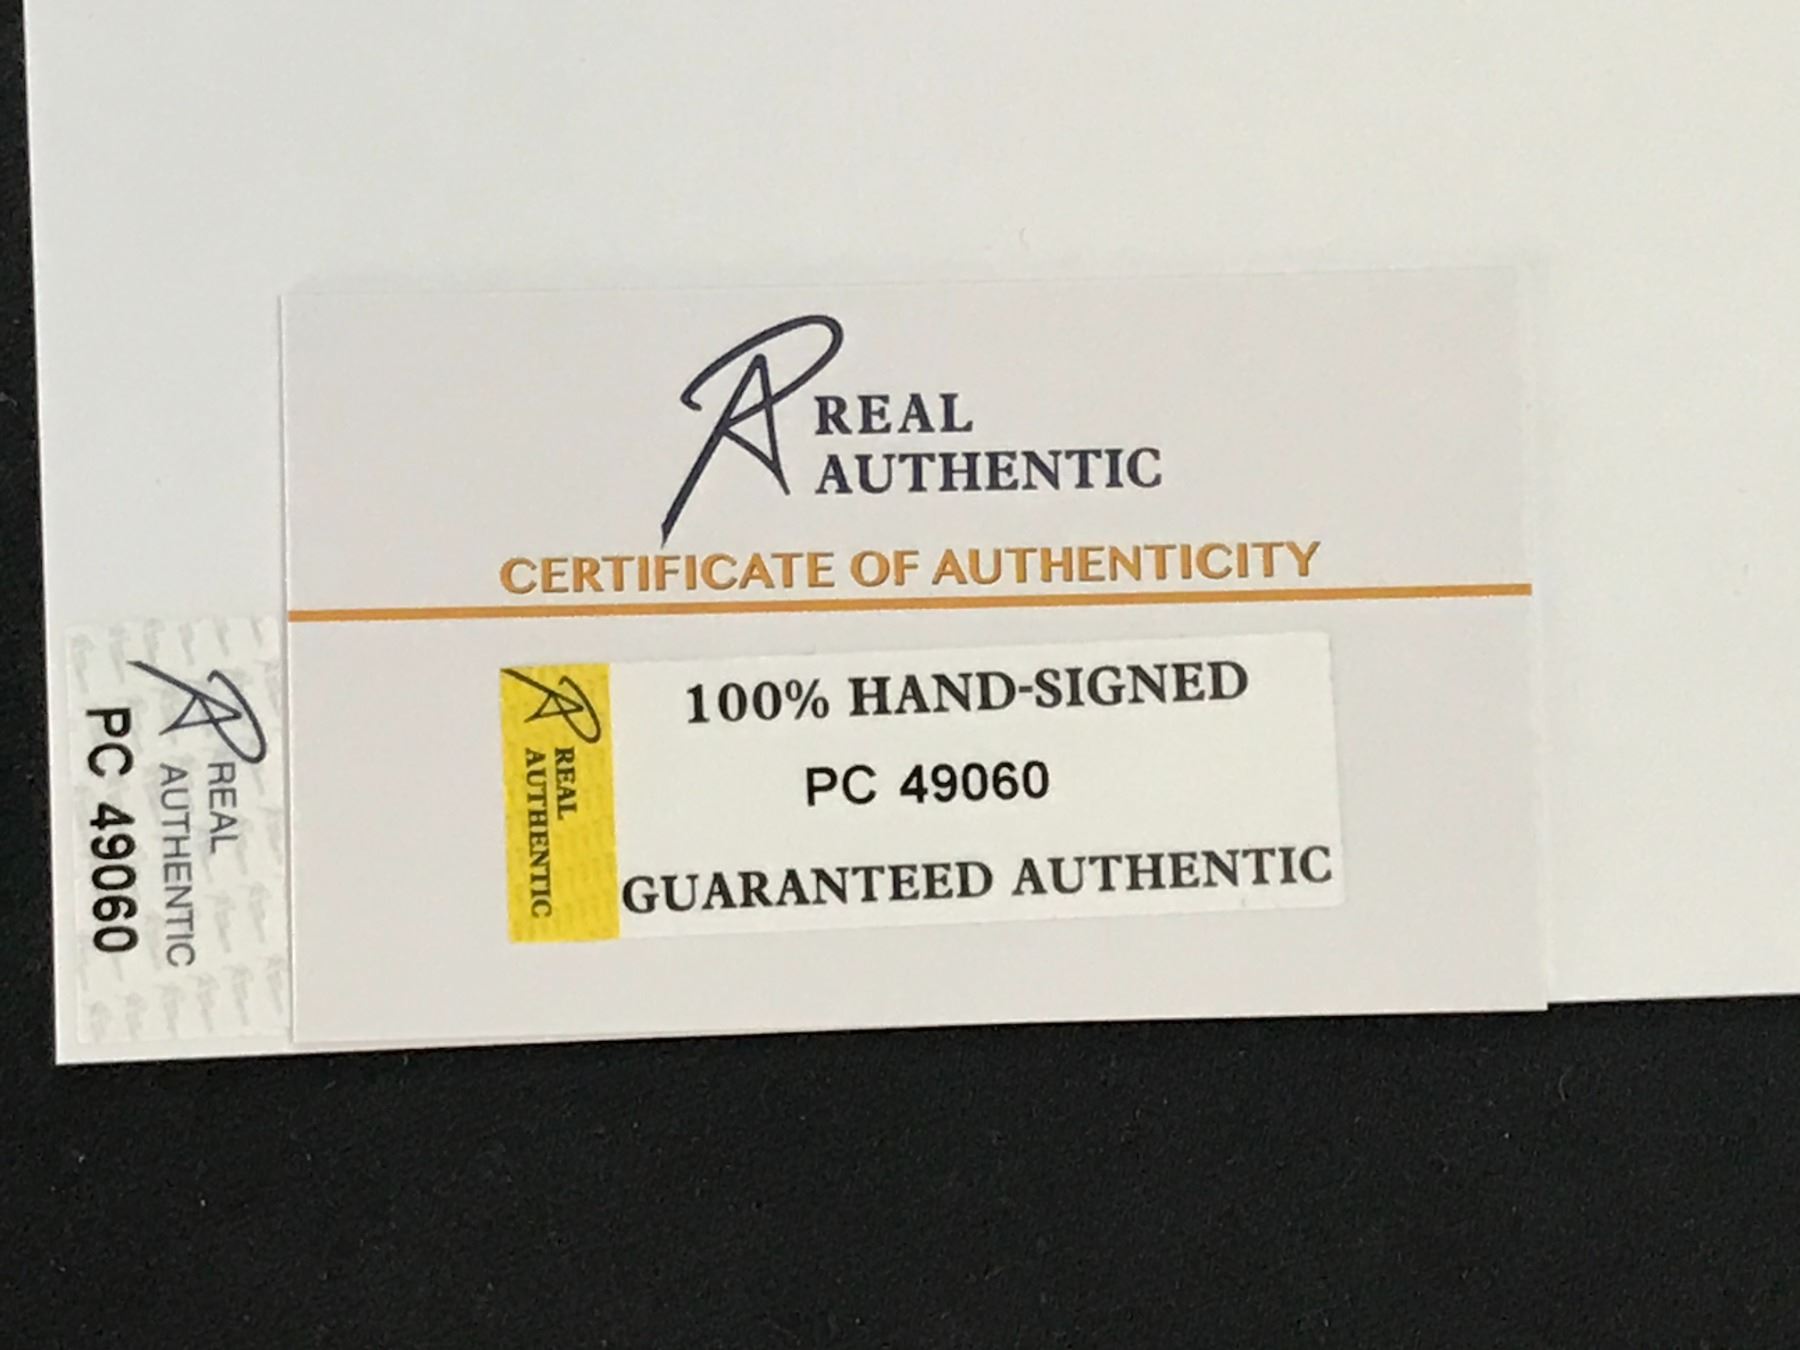 REAL
AUTHENTIC
CERTIFICATE OF AUTHENTICITY
REAL
AUTHENTIC
100% HAND-SIGNED
PC 49060
GUARANTEED AUTHENTIC
REAL
AUTHENTIC
PC 49060